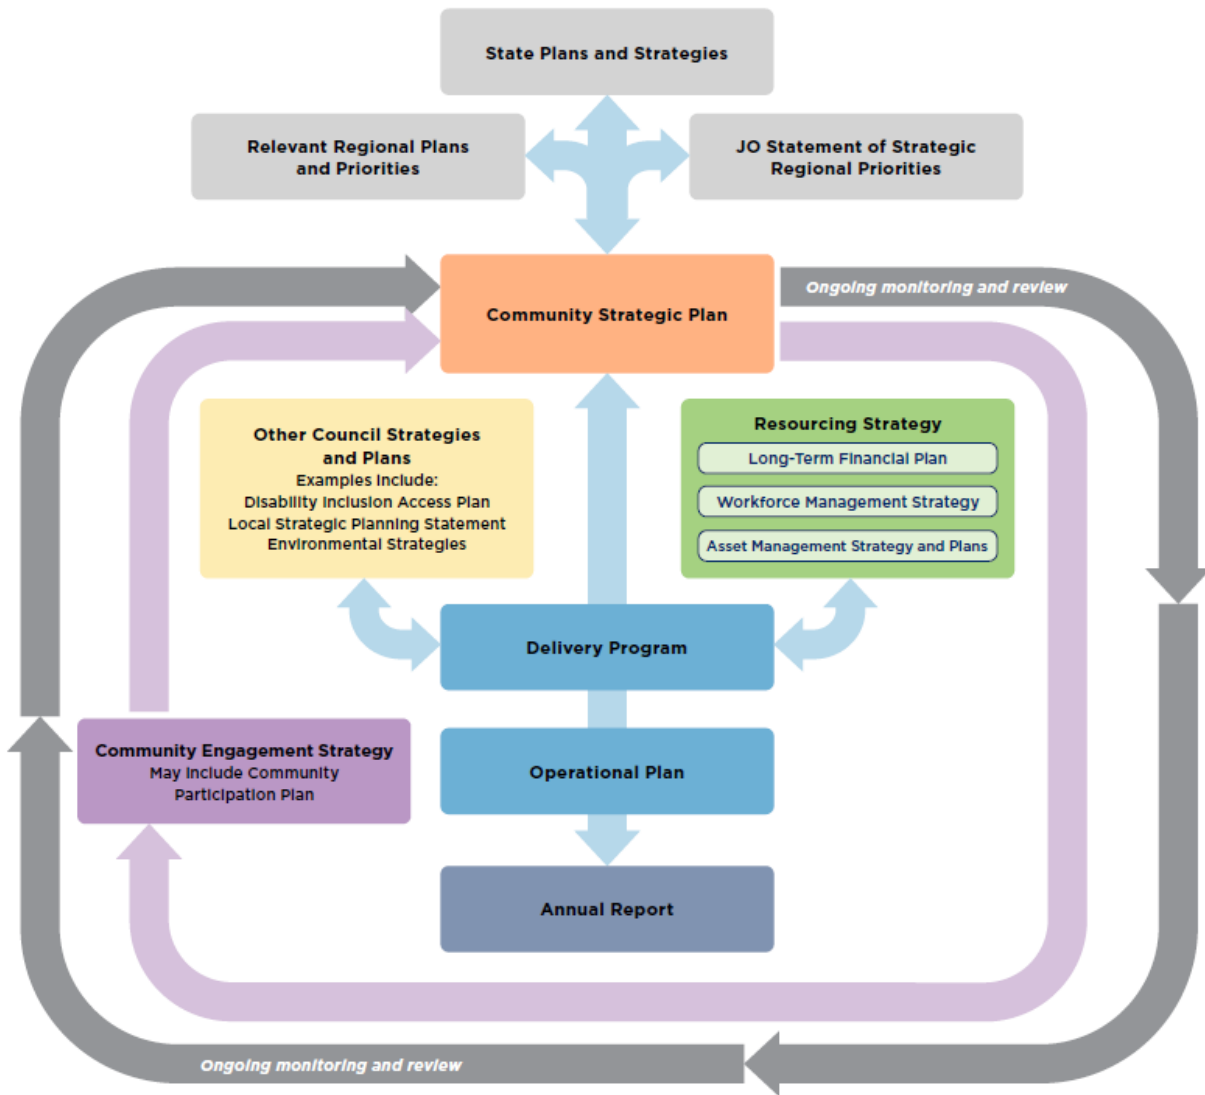 State Plans and Strategies
Relevant Regional Plans
and Priorities
JO Statement of Strategic
Regional Priorities
Community Strategic Plan
Ongoing monitoring and review
Other Council Strategies
and Plans
Examples Include:
Disability Inclusion Access Plan
Local Strategic Planning Statement
Environmental Strategies
Resourcing Strategy
Long-Term Financial Plan
Workforce Management Strategy
Asset Management Strategy and Plans
Delivery Program
Community Engagement Strategy
May Include Community
Participation Plan
Operational Plan
Annual Report
Ongoing monitoring and review